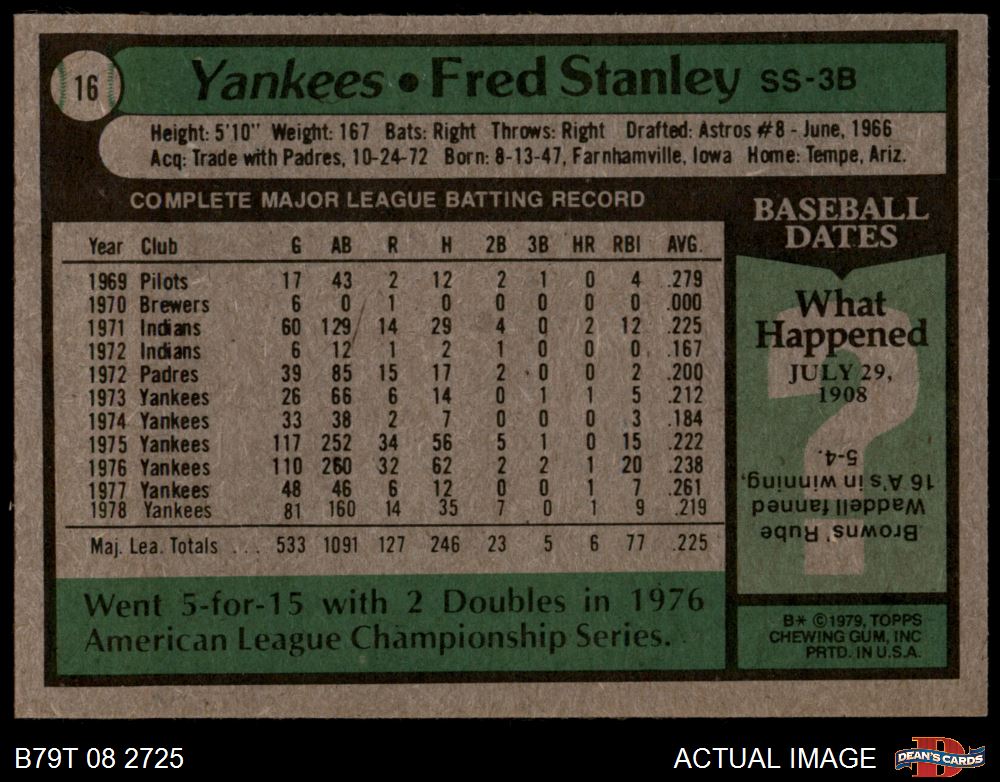 16
Yankees • Fred Stanley SS-3B
Height: 5'10" Weight: 167 Bats: Right Throws: Right Drafted: Astros #8 - June, 1966
Acq: Trade with Padres, 10-24-72 Born: 8-13-47, Farnhamville, Iowa Home: Tempe, Ariz.
COMPLETE MAJOR LEAGUE BATTING RECORD
Year Club G AB R H 2B 3B HR RBI AVG.
1969 Pilots 17 43 2 12 2 1 0 4 .279
1970 Brewers 6 0 1 0 0 0 0 0 .000
1971 Indians 60 129 14 29 4 0 2 12 .225
1972 Indians 6 12 1 2 1 0 0 0 .167
1972 Padres 39 85 15 17 2 0 0 2 .200
1973 Yankees 26 66 6 14 0 1 1 5 .212
1974 Yankees 33 38 2 7 0 0 0 3 .184
1975 Yankees 117 252 34 56 5 1 0 15 .222
1976 Yankees 110 260 32 62 2 2 1 20 .238
1977 Yankees 48 46 6 12 0 0 1 7 .261
1978 Yankees 81 160 14 35 7 0 1 9 .219
Maj. Lea. Totals ... 533 1091 127 246 23 5 6 77 .225
Went 5-for-15 with 2 Doubles in 1976
American League Championship Series.
BASEBALL
DATES
What
Happened
JULY 29,
1908
Browns' Rube
Waddell fanned
16 A's in winning,
5-4.
B* ©1979, TOPPS
CHEWING GUM, INC
PRTD. IN U.S.A.
B79T 08 2725
ACTUAL IMAGE
D
DEAN'S CARDS